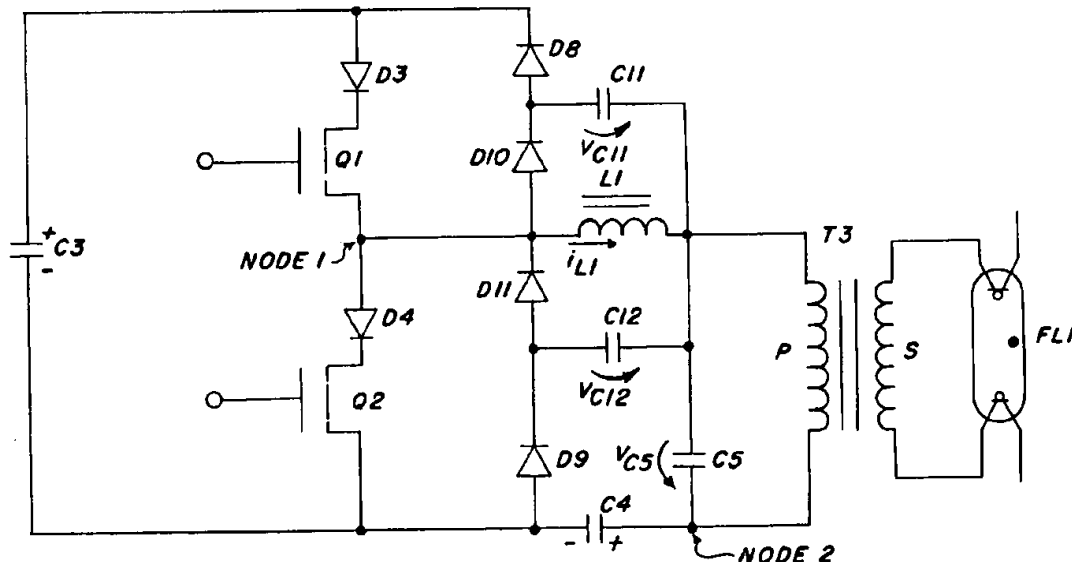 D8
C11
D3
VC11
Q1
D10
L1
+ C3 -
NODE 1
iL1
T3
D11
D4
C12
P
S
FL1
VC12
Q2
D9
VC5
C5
C4
- +
NODE 2